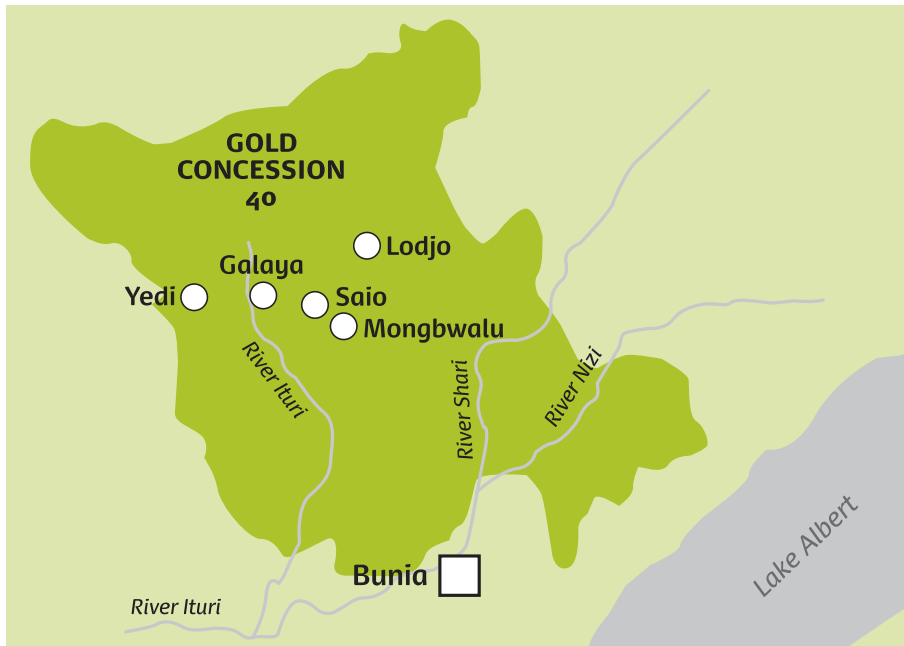 GOLD
CONCESSION
40
Lodjo
Galaya
Yedi
Saio
Mongbwalu
River Ituri
River Shari
River Nizi
Lake Albert
Bunia
River Ituri